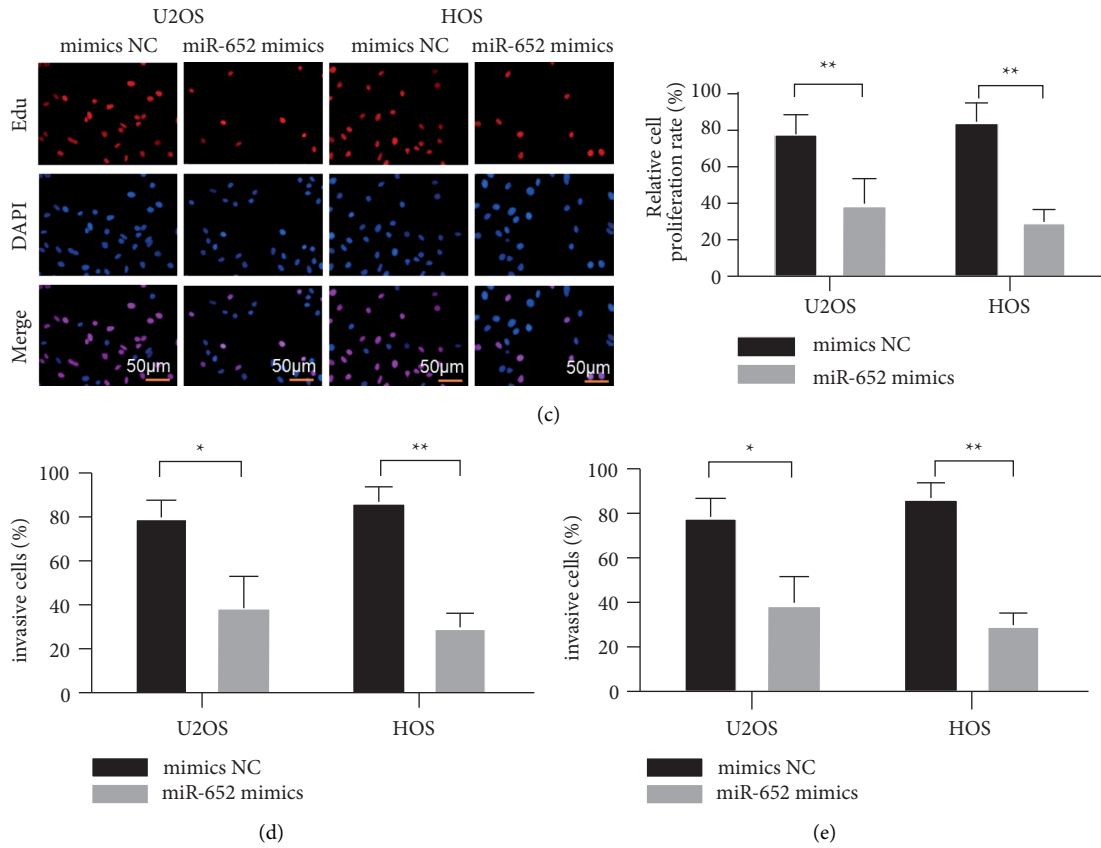 U2OS HOS
mimics NC miR-652 mimics mimics NC miR-652 mimics
Edu
DAPI
Merge
50μm 50μm 50μm 50μm
Relative cell
proliferation rate (%)
100
80
60
40
20
0
** **
U2OS HOS
mimics NC
miR-652 mimics
(c)
invasive cells (%)
100
80
60
40
20
0
* **
U2OS HOS
mimics NC
miR-652 mimics
(d)
invasive cells (%)
100
80
60
40
20
0
* **
U2OS HOS
mimics NC
miR-652 mimics
(e)